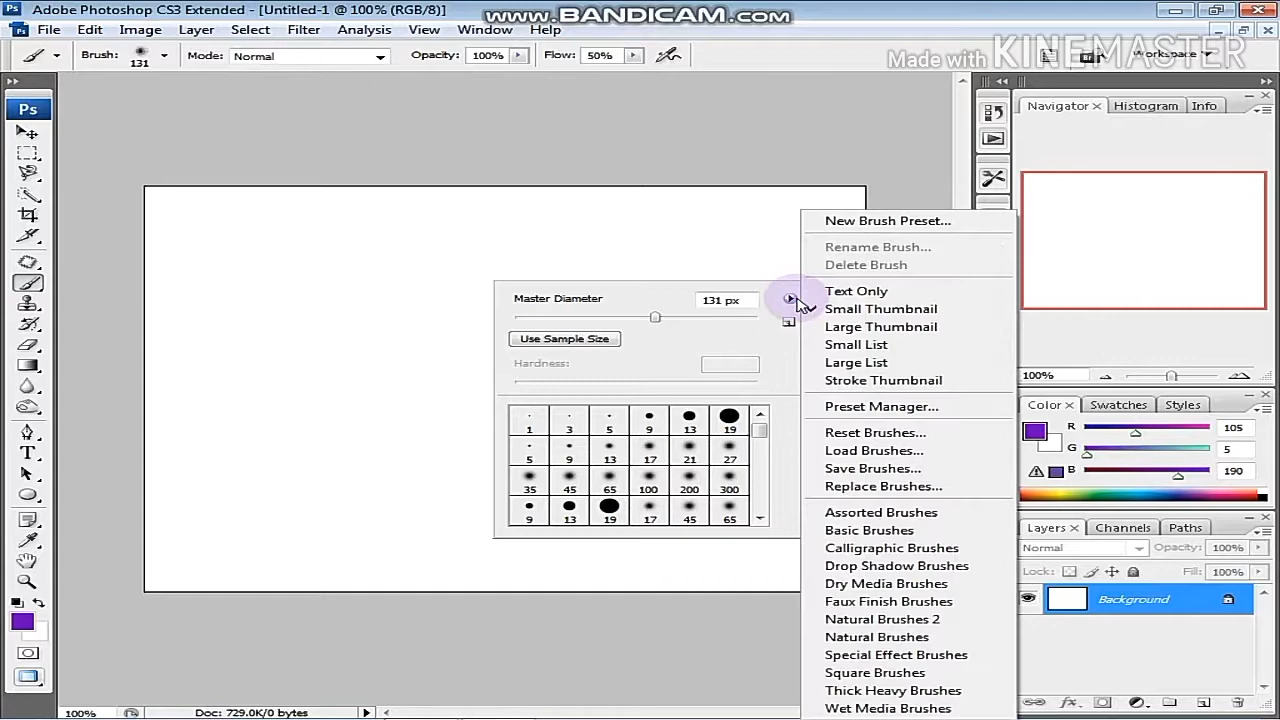 Adobe Photoshop CS3 Extended - [Untitled-1 @ 100% (RGB/8)]
www.BANDICAM.com
File Edit Image Layer Select Filter Analysis View Window Help
Brush: 131 Mode: Normal Opacity: 100% Flow: 50%
Made with KINEMASTER
Workspace
Ps
Navigator Histogram Info
100%
New Brush Preset...
Rename Brush...
Delete Brush
Text Only
Small Thumbnail
Large Thumbnail
Small List
Large List
Stroke Thumbnail
Preset Manager...
Reset Brushes...
Load Brushes...
Save Brushes...
Replace Brushes...
Assorted Brushes
Basic Brushes
Calligraphic Brushes
Drop Shadow Brushes
Dry Media Brushes
Faux Finish Brushes
Natural Brushes 2
Natural Brushes
Special Effect Brushes
Square Brushes
Thick Heavy Brushes
Wet Media Brushes
Master Diameter 131 px
Use Sample Size
Hardness:
1 3 5 9 13 19
5 9 13 17 21 27
35 45 65 100 200 300
9 13 19 17 45 65
Color Swatches Styles
R 105
G 5
B 190
Layers Channels Paths
Normal Opacity: 100%
Lock: Fill: 100%
Background
100% Doc: 729.0K/0 bytes